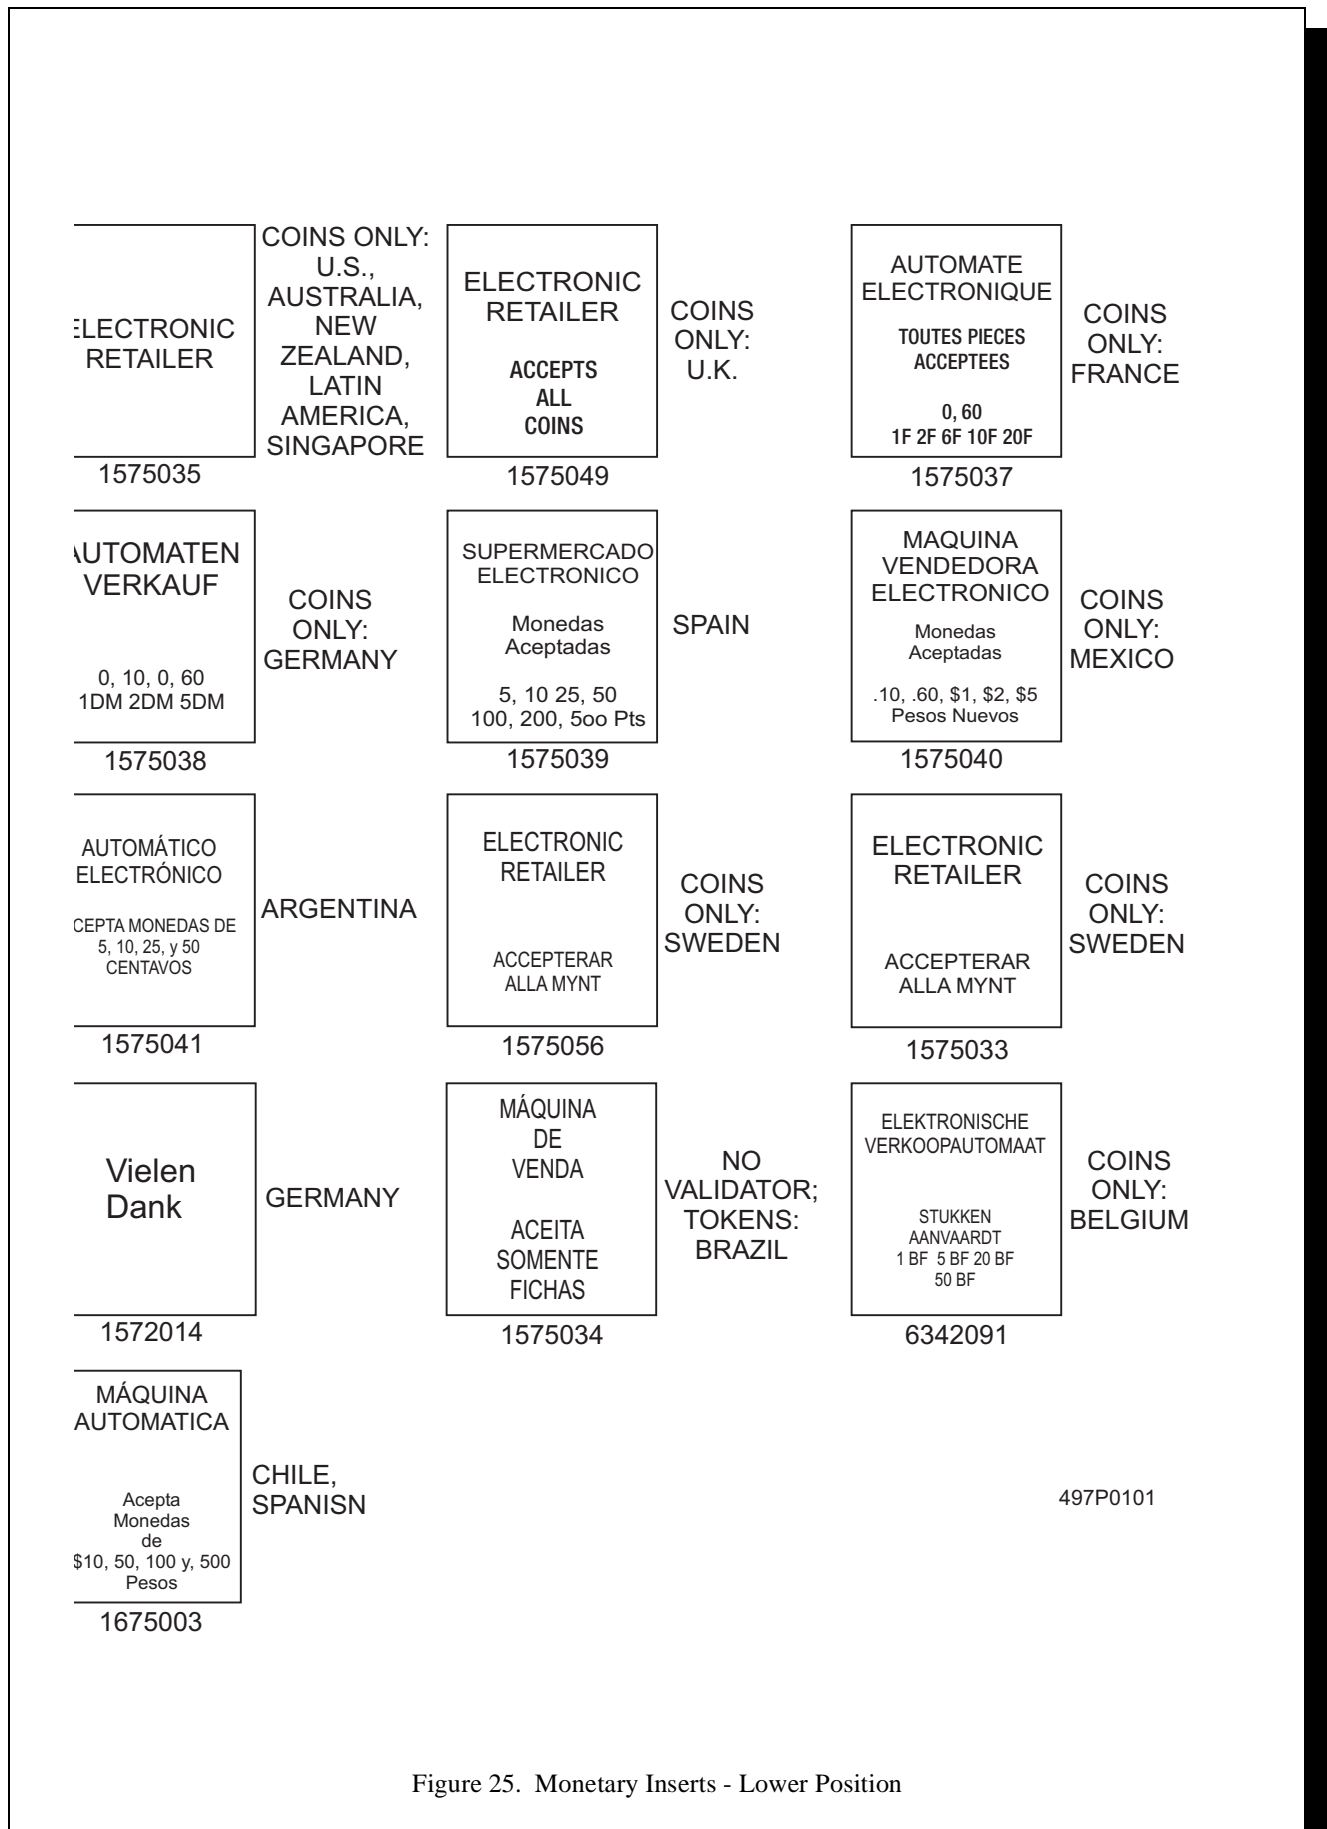 ELECTRONIC
RETAILER
1575035
COINS ONLY:
U.S.,
AUSTRALIA,
NEW
ZEALAND,
LATIN
AMERICA,
SINGAPORE
ELECTRONIC
RETAILER
ACCEPTS
ALL
COINS
1575049
COINS
ONLY:
U.K.
AUTOMATE
ELECTRONIQUE
TOUTES PIECES
ACCEPTEES
0, 60
1F 2F 6F 10F 20F
1575037
COINS
ONLY:
FRANCE
AUTOMATEN
VERKAUF
0, 10, 0, 60
1DM 2DM 5DM
1575038
COINS
ONLY:
GERMANY
SUPERMERCADO
ELECTRONICO
Monedas
Aceptadas
5, 10 25, 50
100, 200, 5oo Pts
1575039
SPAIN
MAQUINA
VENDEDORA
ELECTRONICO
Monedas
Aceptadas
.10, .60, $1, $2, $5
Pesos Nuevos
1575040
COINS
ONLY:
MEXICO
AUTOMÁTICO
ELECTRÓNICO
CEPTA MONEDAS DE
5, 10, 25, y 50
CENTAVOS
1575041
ARGENTINA
ELECTRONIC
RETAILER
ACCEPTERAR
ALLA MYNT
1575056
COINS
ONLY:
SWEDEN
ELECTRONIC
RETAILER
ACCEPTERAR
ALLA MYNT
1575033
COINS
ONLY:
SWEDEN
Vielen
Dank
1572014
GERMANY
MÁQUINA
DE
VENDA
ACEITA
SOMENTE
FICHAS
1575034
NO
VALIDATOR;
TOKENS:
BRAZIL
ELEKTRONISCHE
VERKOOPAUTOMAAT
STUKKEN
AANVAARDT
1 BF 5 BF 20 BF
50 BF
6342091
COINS
ONLY:
BELGIUM
MÁQUINA
AUTOMATICA
Acepta
Monedas
de
$10, 50, 100 y, 500
Pesos
1675003
CHILE,
SPANISN
497P0101
Figure 25. Monetary Inserts - Lower Position